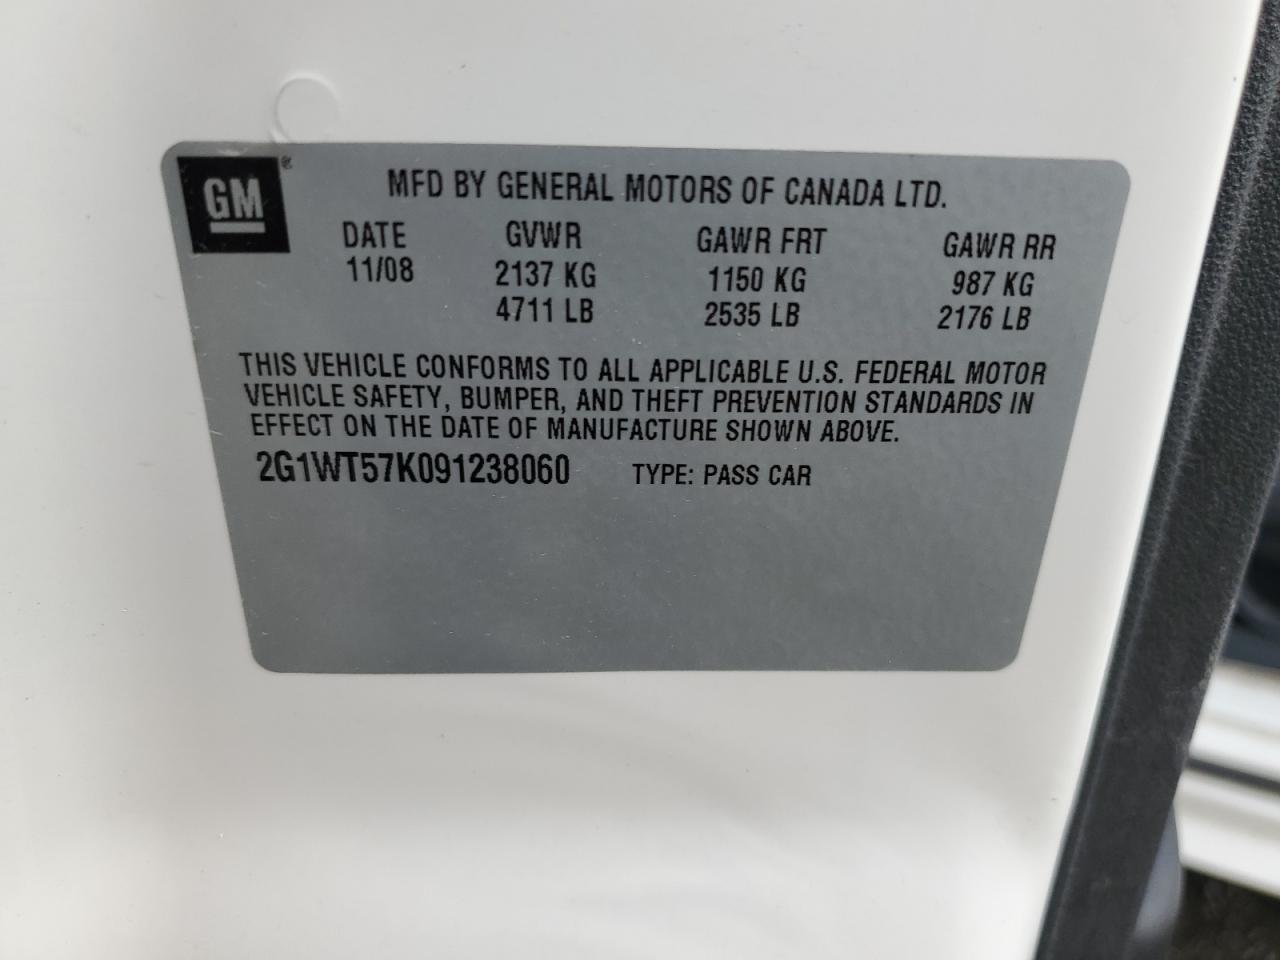 GM®
MFD BY GENERAL MOTORS OF CANADA LTD.
DATE GVWR GAWR FRT GAWR RR
11/08 2137 KG 1150 KG 987 KG
4711 LB 2535 LB 2176 LB
THIS VEHICLE CONFORMS TO ALL APPLICABLE U.S. FEDERAL MOTOR
VEHICLE SAFETY, BUMPER, AND THEFT PREVENTION STANDARDS IN
EFFECT ON THE DATE OF MANUFACTURE SHOWN ABOVE.
2G1WT57K091238060 TYPE: PASS CAR